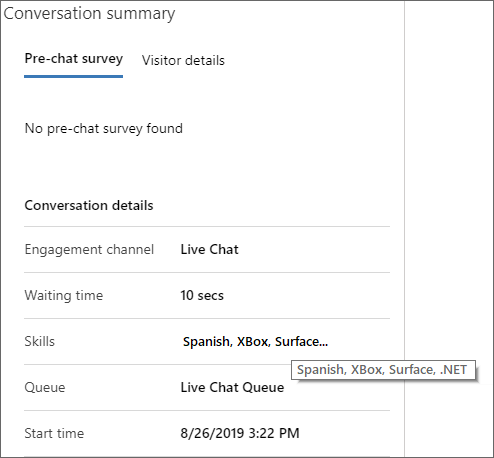 Conversation summary
Pre-chat survey Visitor details
No pre-chat survey found
Conversation details
Engagement channel Live Chat
Waiting time 10 secs
Skills Spanish, XBox, Surface...
Spanish, XBox, Surface, .NET
Queue Live Chat Queue
Start time 8/26/2019 3:22 PM